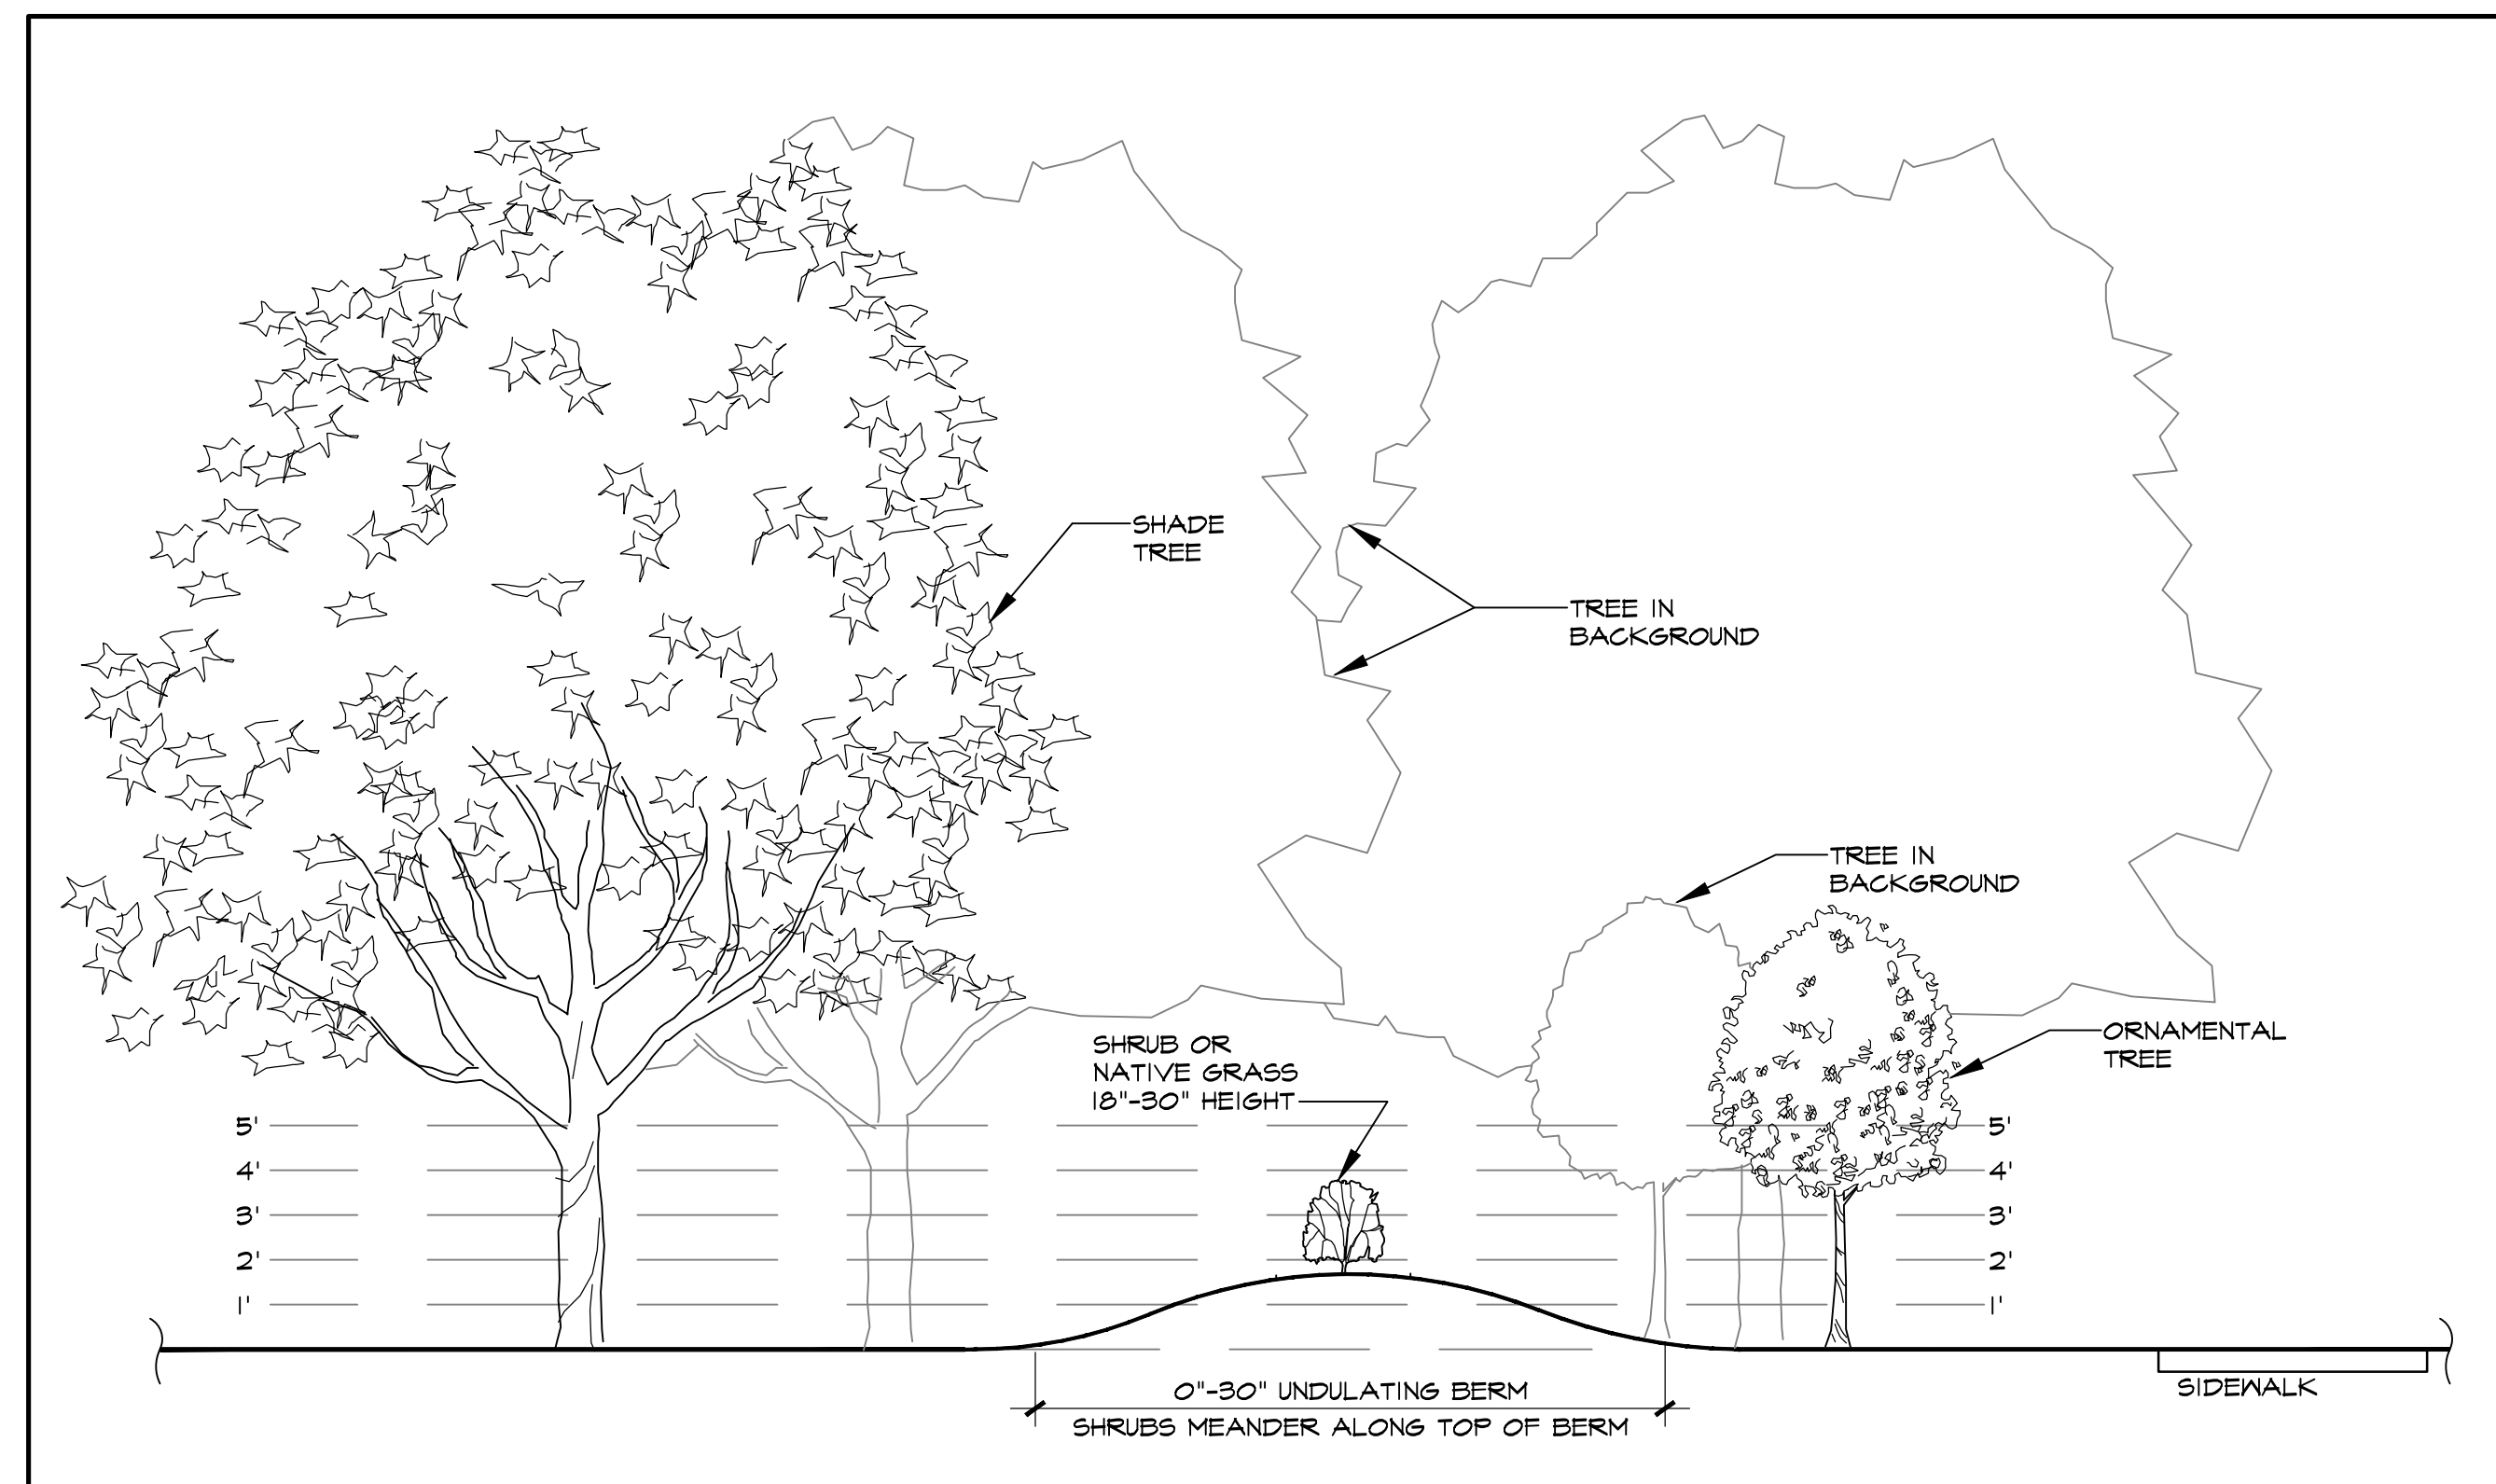 SHADE
TREE
TREE IN
BACKGROUND
TREE IN
BACKGROUND
SHRUB OR
NATIVE GRASS
18"-30" HEIGHT
ORNAMENTAL
TREE
5'
4'
3'
2'
1'
5'
4'
3'
2'
1'
0"-30" UNDULATING BERM
SHRUBS MEANDER ALONG TOP OF BERM
SIDEWALK